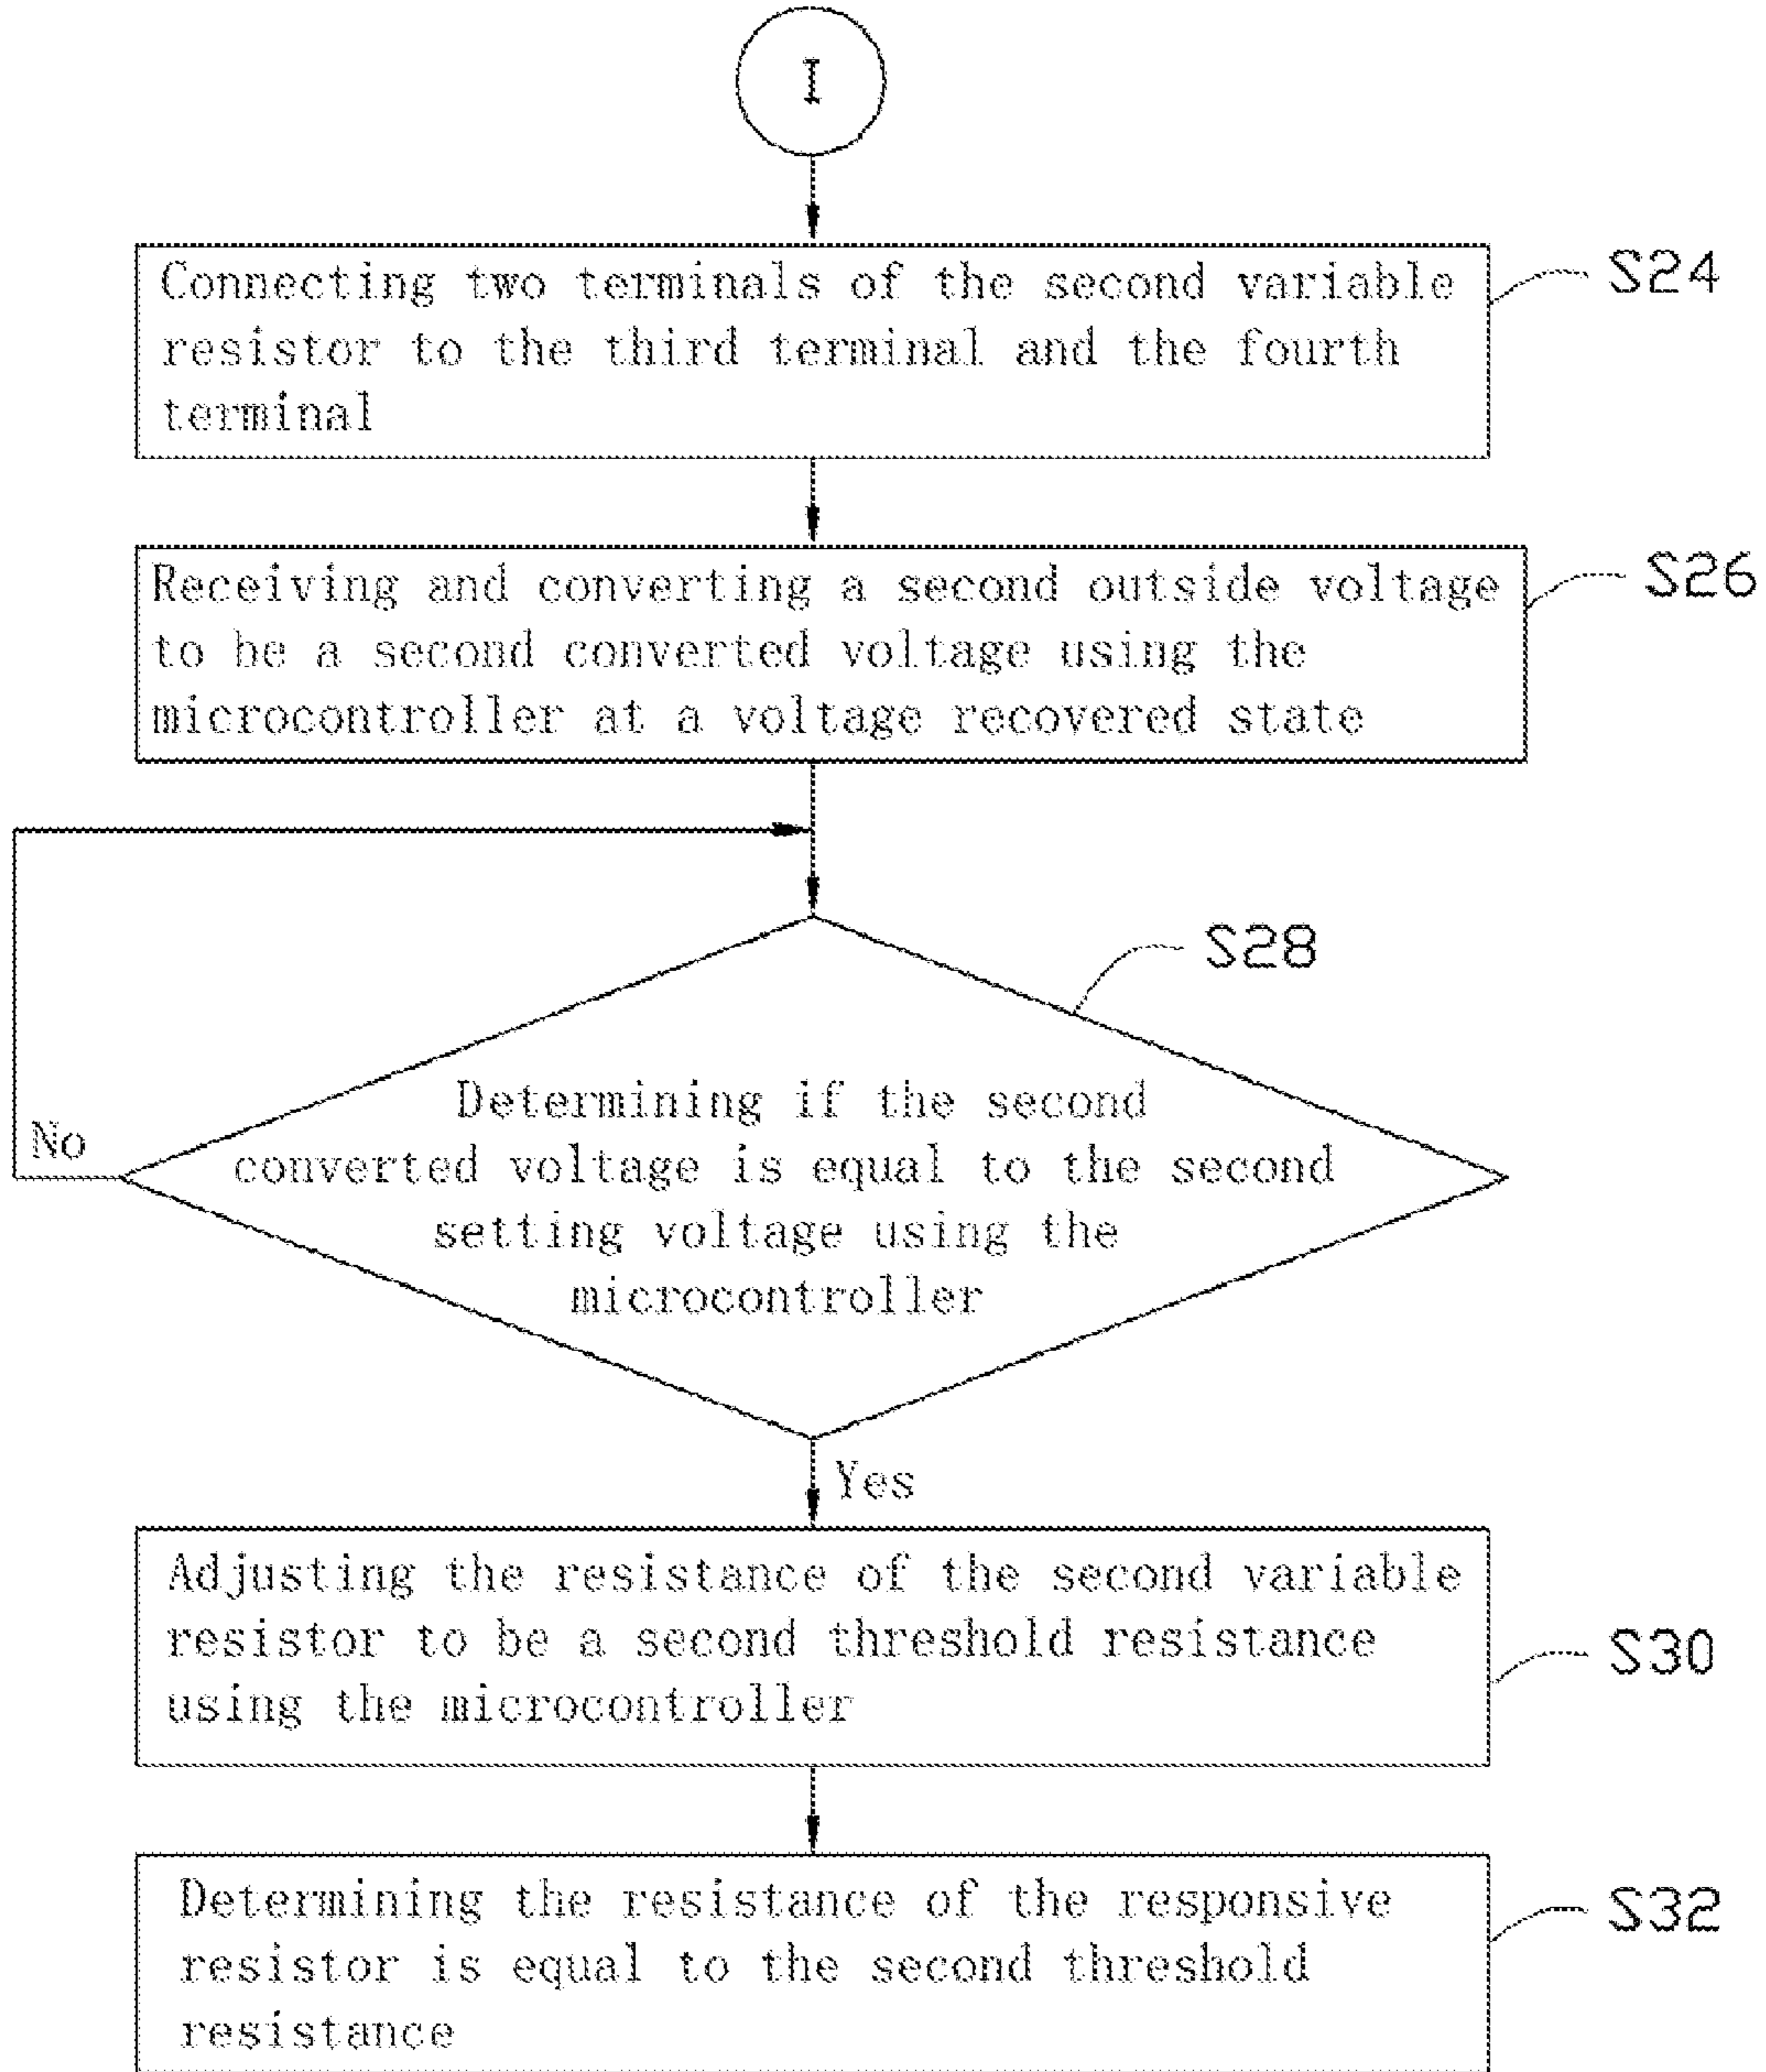 I
Connecting two terminals of the second variable
resistor to the third terminal and the fourth
terminal
S24
Receiving and converting a second outside voltage
to be a second converted voltage using the
microcontroller at a voltage recovered state
S26
S28
Determining if the second
converted voltage is equal to the second
setting voltage using the
microcontroller
No
Yes
Adjusting the resistance of the second variable
resistor to be a second threshold resistance
using the microcontroller
S30
Determining the resistance of the responsive
resistor is equal to the second threshold
resistance
S32